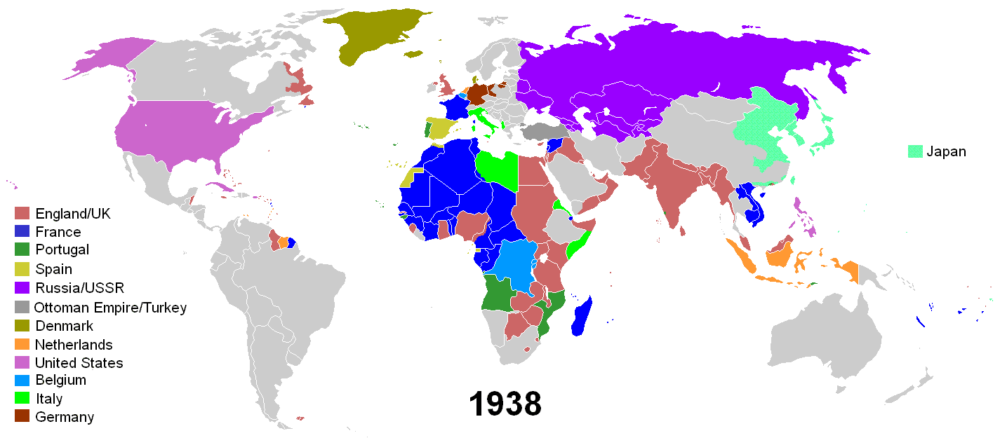 Japan
England/UK
France
Portugal
Spain
Russia/USSR
Ottoman Empire/Turkey
Denmark
Netherlands
United States
Belgium
Italy
Germany
1938